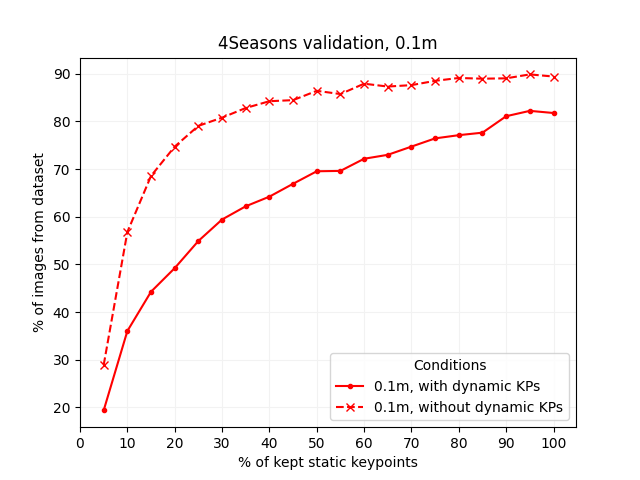 4Seasons validation, 0.1m
% of images from dataset
90
80
70
60
50
40
30
20
0 10 20 30 40 50 60 70 80 90 100
% of kept static keypoints
Conditions
0.1m, with dynamic KPs
0.1m, without dynamic KPs